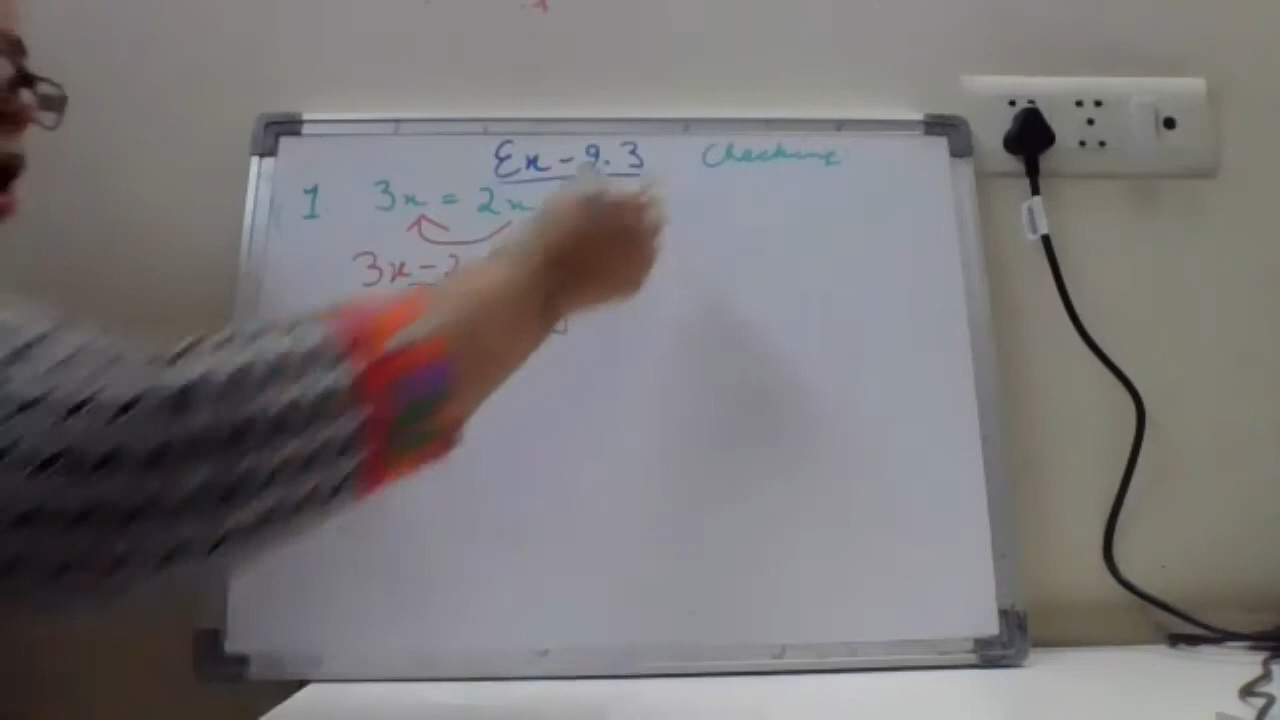 Ex-9.3 Checking
1 3x = 2x
3x-2